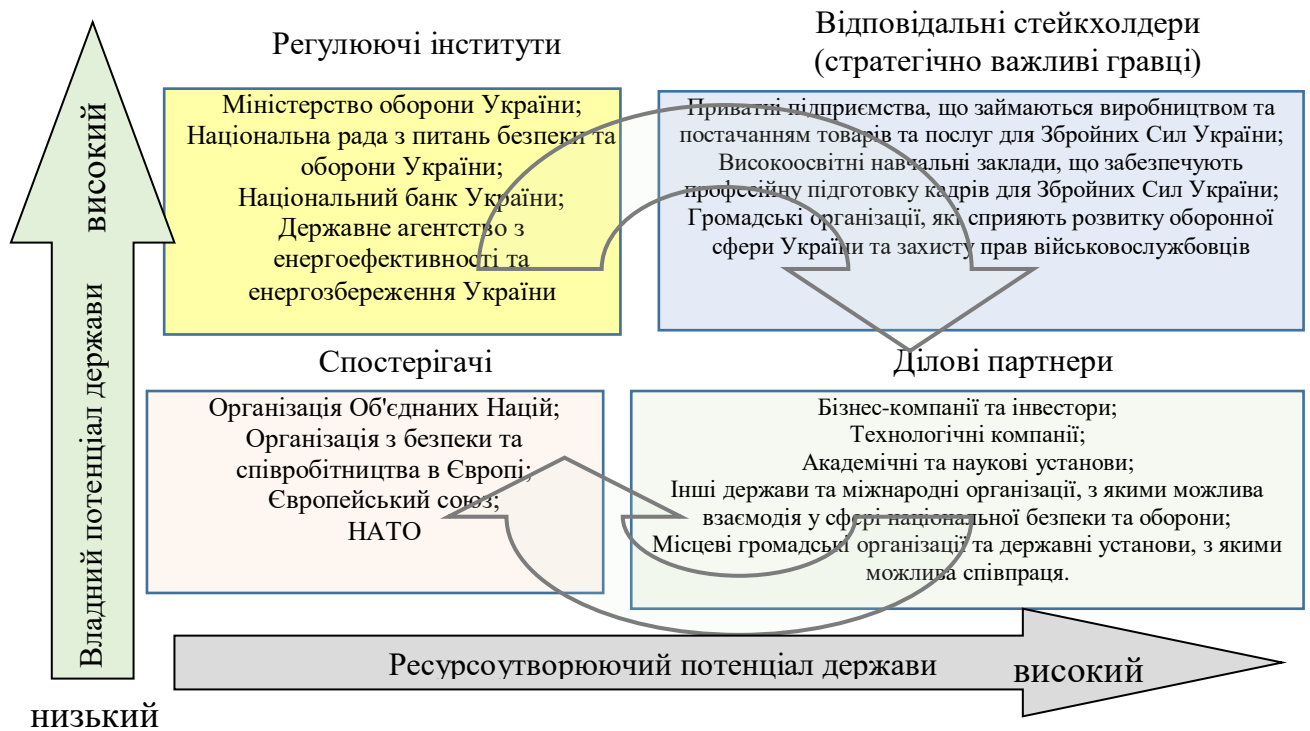 Регулюючі інститути
Відповідальні стейкхолдери
(стратегічно важливі гравці)
Міністерство оборони України;
Національна рада з питань безпеки та
оборони України;
Національний банк України;
Державне агентство з
енергоефективності та
енергозбереження України
Приватні підприємства, що займаються виробництвом та
постачанням товарів та послуг для Збройних Сил України;
Високоосвітні навчальні заклади, що забезпечують
професійну підготовку кадрів для Збройних Сил України;
Громадські організації, які сприяють розвитку оборонної
сфери України та захисту прав військовослужбовців
Спостерігачі
Ділові партнери
Організація Об'єднаних Націй;
Організація з безпеки та
співробітництва в Європі;
Європейський союз;
НАТО
Бізнес-компанії та інвестори;
Технологічні компанії;
Академічні та наукові установи;
Інші держави та міжнародні організації, з якими можлива
взаємодія у сфері національної безпеки та оборони;
Місцеві громадські організації та державні установи, з якими
можлива співпраця.
Владний потенціал держави високий
Ресурсоутворюючий потенціал держави високий
низький